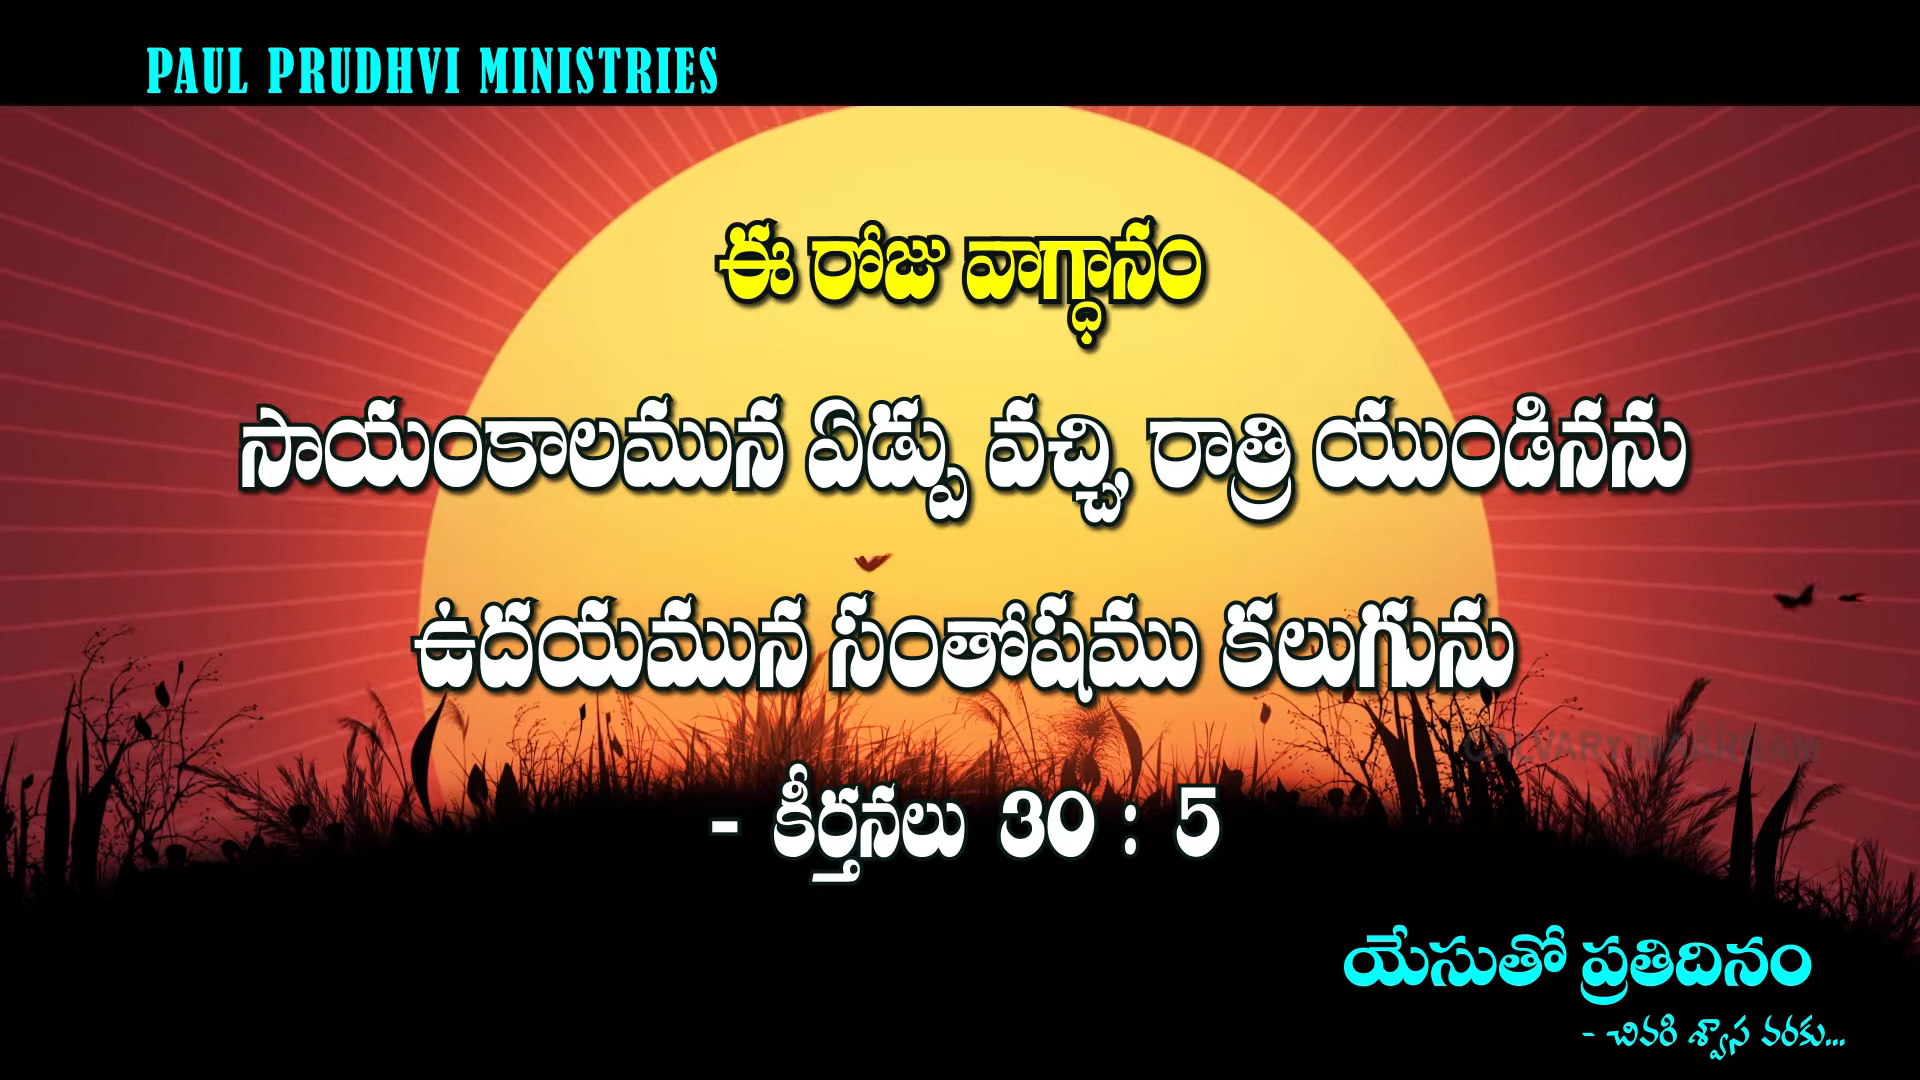 PAUL PRUDHVI MINISTRIES
ఈ రోజు వాగ్ధానం
సాయంకాలమున ఏడ్పు వచ్చి, రాత్రి యుండినను
ఉదయమున సంతోషము కలుగును
- కీర్తనలు 30 : 5
యేసుతో ప్రతిదినం
- చివరి శ్వాస వరకు...